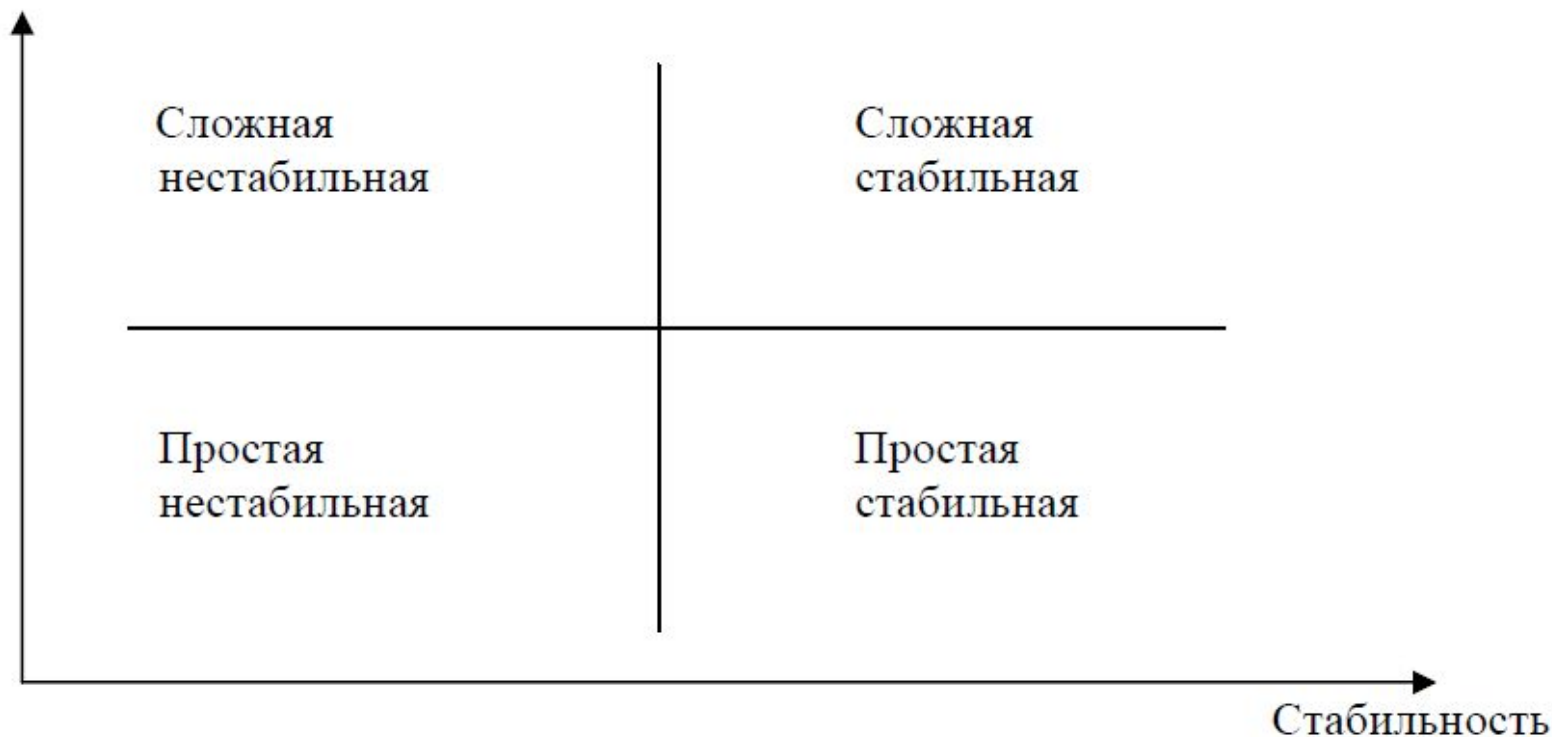 Сложная
нестабильная
Сложная
стабильная
Простая
нестабильная
Простая
стабильная
Стабильность